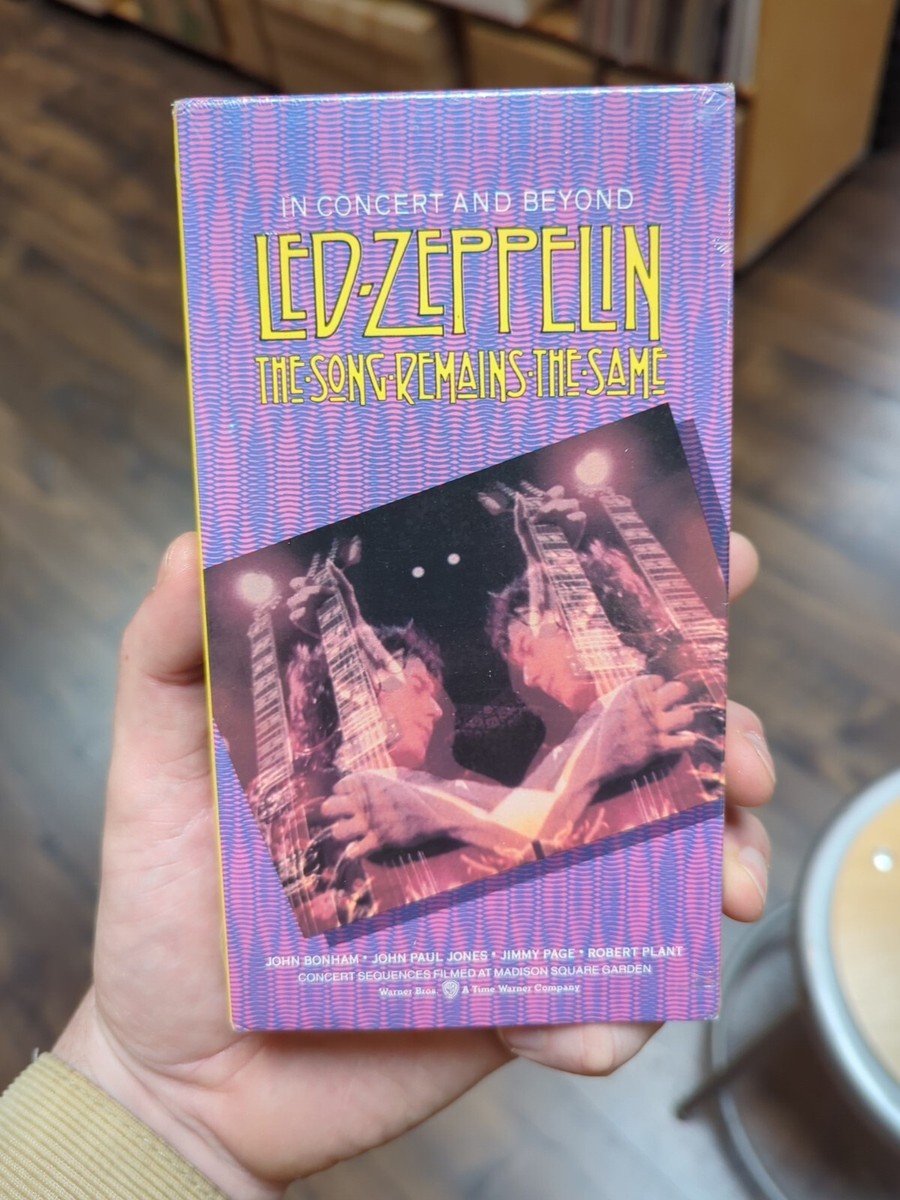 IN CONCERT AND BEYOND
LED·ZEPPELIN
THE·SONG·REMAINS·THE·SAME
JOHN BONHAM • JOHN PAUL JONES • JIMMY PAGE • ROBERT PLANT
CONCERT SEQUENCES FILMED AT MADISON SQUARE GARDEN
Warner Bros. WB A Time Warner Company